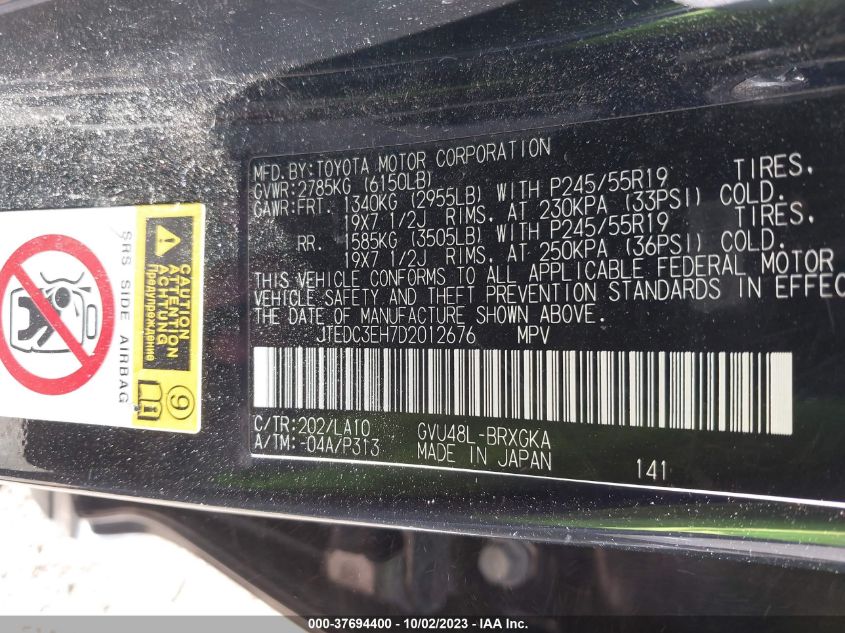 MFD.BY:TOYOTA MOTOR CORPORATION
GVWR:2785KG (6150LB)
GAWR:FRT. 1340KG (2955LB) WITH P245/55R19 TIRES.
19X7 1/2J RIMS. AT 230KPA (33PSI) COLD.
RR. 1585KG (3505LB) WITH P245/55R19 TIRES.
19X7 1/2J RIMS. AT 250KPA (36PSI) COLD.
THIS VEHICLE CONFORMS TO ALL APPLICABLE FEDERAL MOTOR
VEHICLE SAFETY AND THEFT PREVENTION STANDARDS IN EFFEC
THE DATE OF MANUFACTURE SHOWN ABOVE.
JTEDC3EH7D2012676 MPV
C/TR:202/LA10 GVU48L-BRXGKA
A/TM:-04A/P313 MADE IN JAPAN 141
SRS SIDE AIRBAG
CAUTION
ATTENTION
ACHTUNG
Предупреждение
9
000-37694400 - 10/02/2023 - IAA Inc.